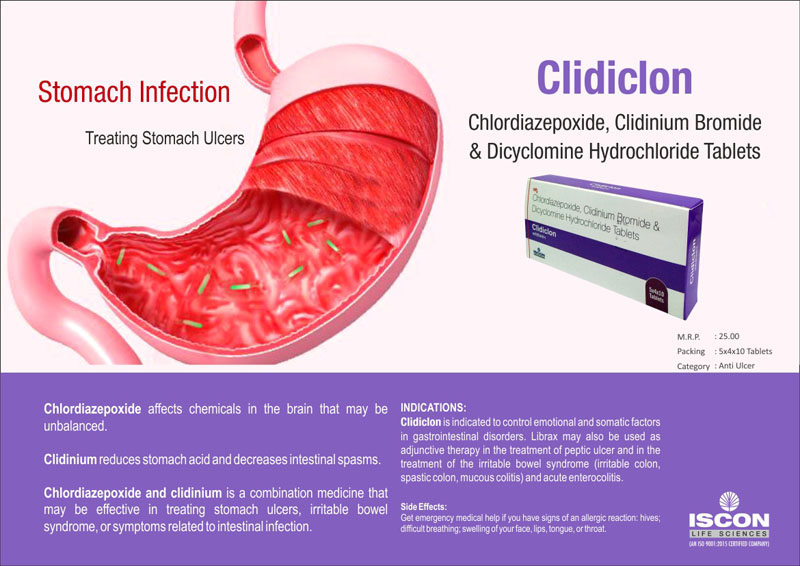 Stomach Infection
Treating Stomach Ulcers
Clidiclon
Chlordiazepoxide, Clidinium Bromide
& Dicyclomine Hydrochloride Tablets
Chlordiazepoxide, Clidinium Bromide &
Dicyclomine Hydrochloride Tablets
Clidiclon
ISCON
5x4x10
Tablets
Clidiclon
M.R.P. : 25.00
Packing : 5x4x10 Tablets
Category : Anti Ulcer
Chlordiazepoxide affects chemicals in the brain that may be
unbalanced.
Clidinium reduces stomach acid and decreases intestinal spasms.
Chlordiazepoxide and clidinium is a combination medicine that
may be effective in treating stomach ulcers, irritable bowel
syndrome, or symptoms related to intestinal infection.
INDICATIONS:
Clidiclon is indicated to control emotional and somatic factors
in gastrointestinal disorders. Librax may also be used as
adjunctive therapy in the treatment of peptic ulcer and in the
treatment of the irritable bowel syndrome (irritable colon,
spastic colon, mucous colitis) and acute enterocolitis.
Side Effects:
Get emergency medical help if you have signs of an allergic reaction: hives;
difficult breathing; swelling of your face, lips, tongue, or throat.
ISCON
LIFE SCIENCES
(AN ISO 9001:2015 CERTIFIED COMPANY)